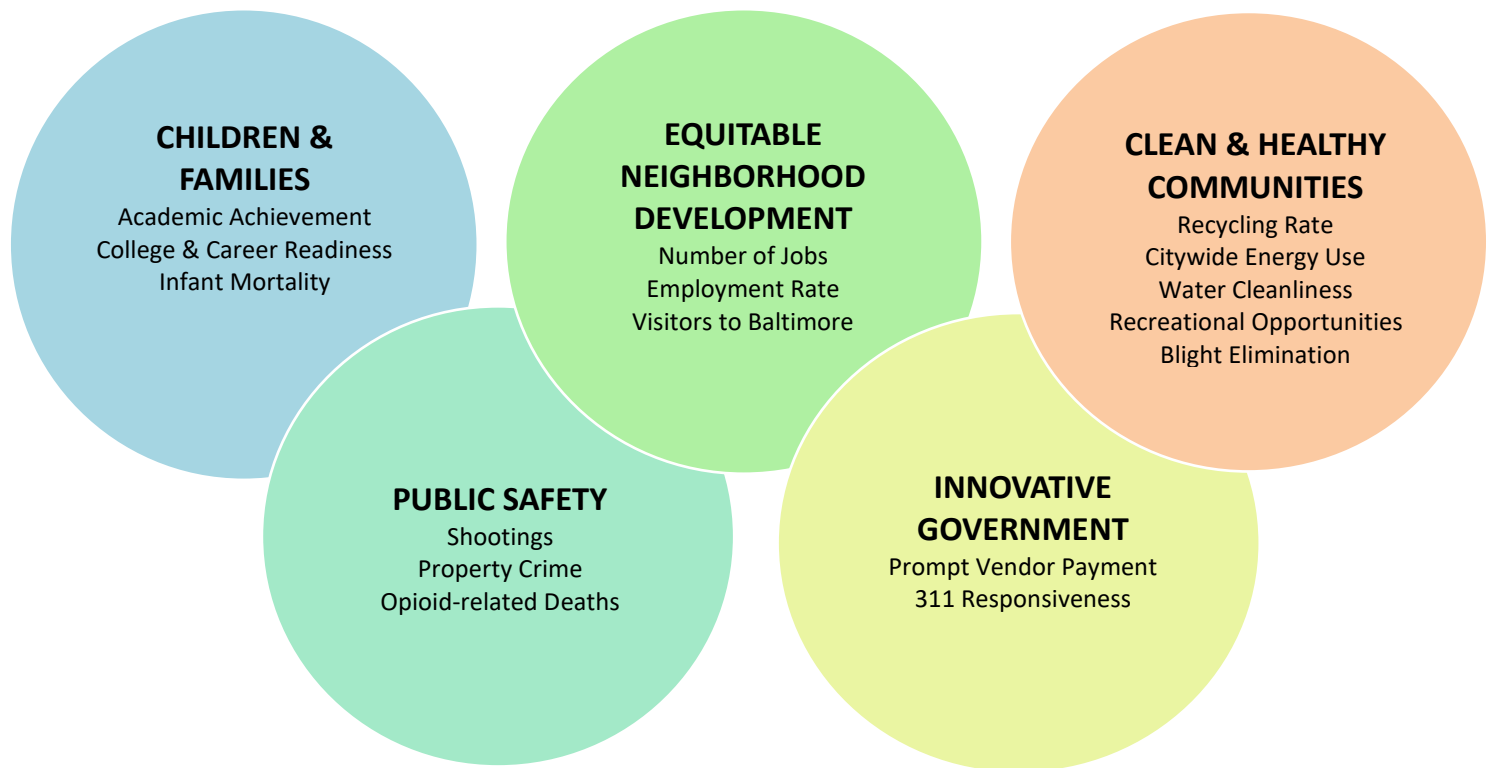 CHILDREN &
FAMILIES
Academic Achievement
College & Career Readiness
Infant Mortality
EQUITABLE
NEIGHBORHOOD
DEVELOPMENT
Number of Jobs
Employment Rate
Visitors to Baltimore
CLEAN & HEALTHY
COMMUNITIES
Recycling Rate
Citywide Energy Use
Water Cleanliness
Recreational Opportunities
Blight Elimination
PUBLIC SAFETY
Shootings
Property Crime
Opioid-related Deaths
INNOVATIVE
GOVERNMENT
Prompt Vendor Payment
311 Responsiveness